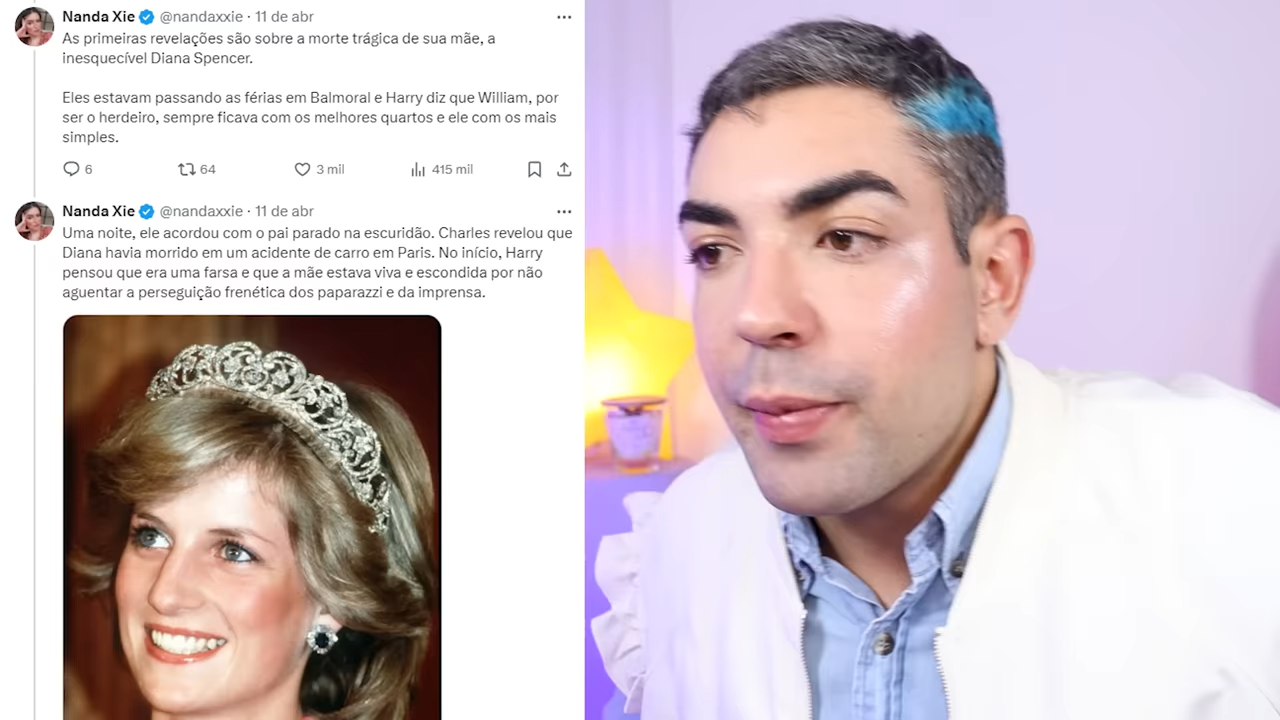 Nanda Xie @nandaxxie · 11 de abr
As primeiras revelações são sobre a morte trágica de sua mãe, a
inesquecível Diana Spencer.
Eles estavam passando as férias em Balmoral e Harry diz que William, por
ser o herdeiro, sempre ficava com os melhores quartos e ele com os mais
simples.
6 64 3 mil 415 mil
Nanda Xie @nandaxxie · 11 de abr
Uma noite, ele acordou com o pai parado na escuridão. Charles revelou que
Diana havia morrido em um acidente de carro em Paris. No início, Harry
pensou que era uma farsa e que a mãe estava viva e escondida por não
aguentar a perseguição frenética dos paparazzi e da imprensa.